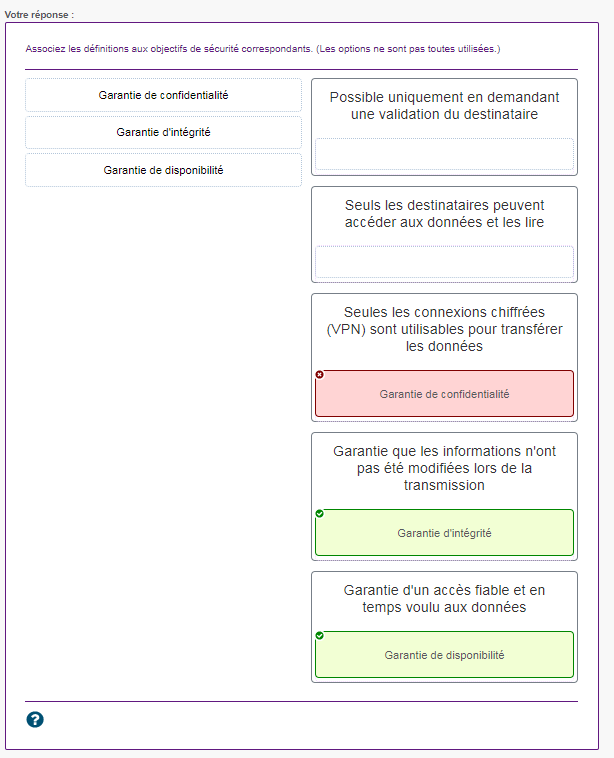 Votre réponse :
Associez les définitions aux objectifs de sécurité correspondants. (Les options ne sont pas toutes utilisées.)
Garantie de confidentialité
Garantie d'intégrité
Garantie de disponibilité
Possible uniquement en demandant
une validation du destinataire
Seuls les destinataires peuvent
accéder aux données et les lire
Seules les connexions chiffrées
(VPN) sont utilisables pour transférer
les données
Garantie de confidentialité
Garantie que les informations n'ont
pas été modifiées lors de la
transmission
Garantie d'intégrité
Garantie d'un accès fiable et en
temps voulu aux données
Garantie de disponibilité
?